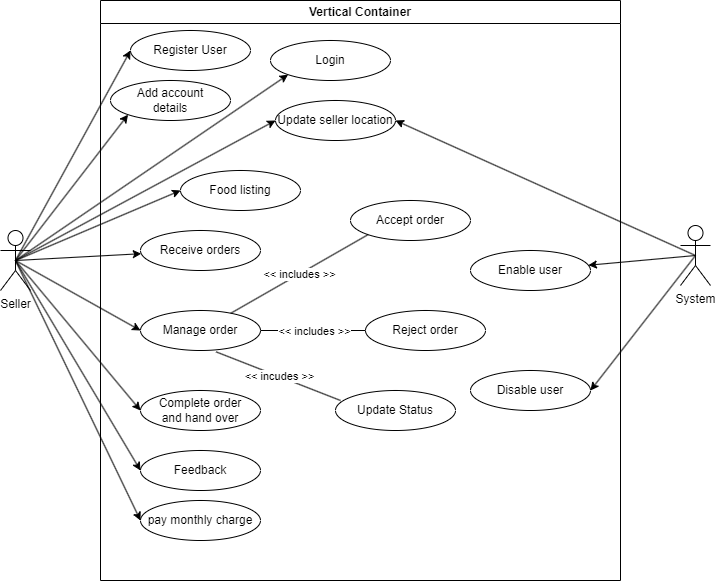 Vertical Container
Register User
Login
Add account
details
Update seller location
Food listing
Accept order
Receive orders
<< includes >>
Enable user
Seller
System
Manage order
<< includes >>
Reject order
<< incudes >>
Disable user
Complete order
and hand over
Update Status
Feedback
pay monthly charge